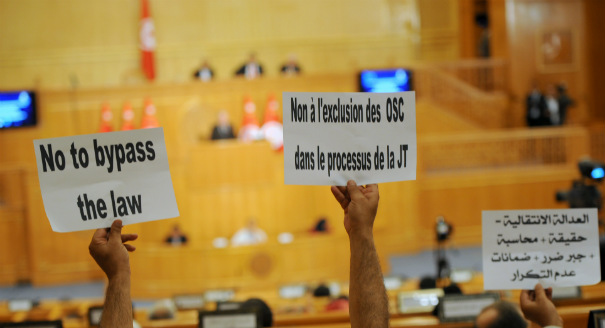 No to bypass
the law
Non à l'exclusion des OSC
dans le processus de la JT
العدالة الانتقالية -
حقيقة + محاسبة
+ جبر ضرر + ضمانات
عدم التكرار